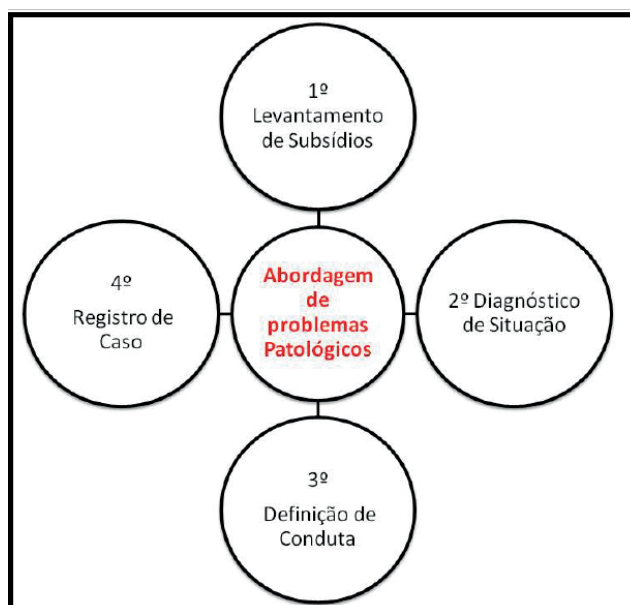 1º
Levantamento
de Subsídios
Abordagem
de
problemas
Patológicos
4º
Registro de
Caso
2º Diagnóstico
de Situação
3º
Definição de
Conduta